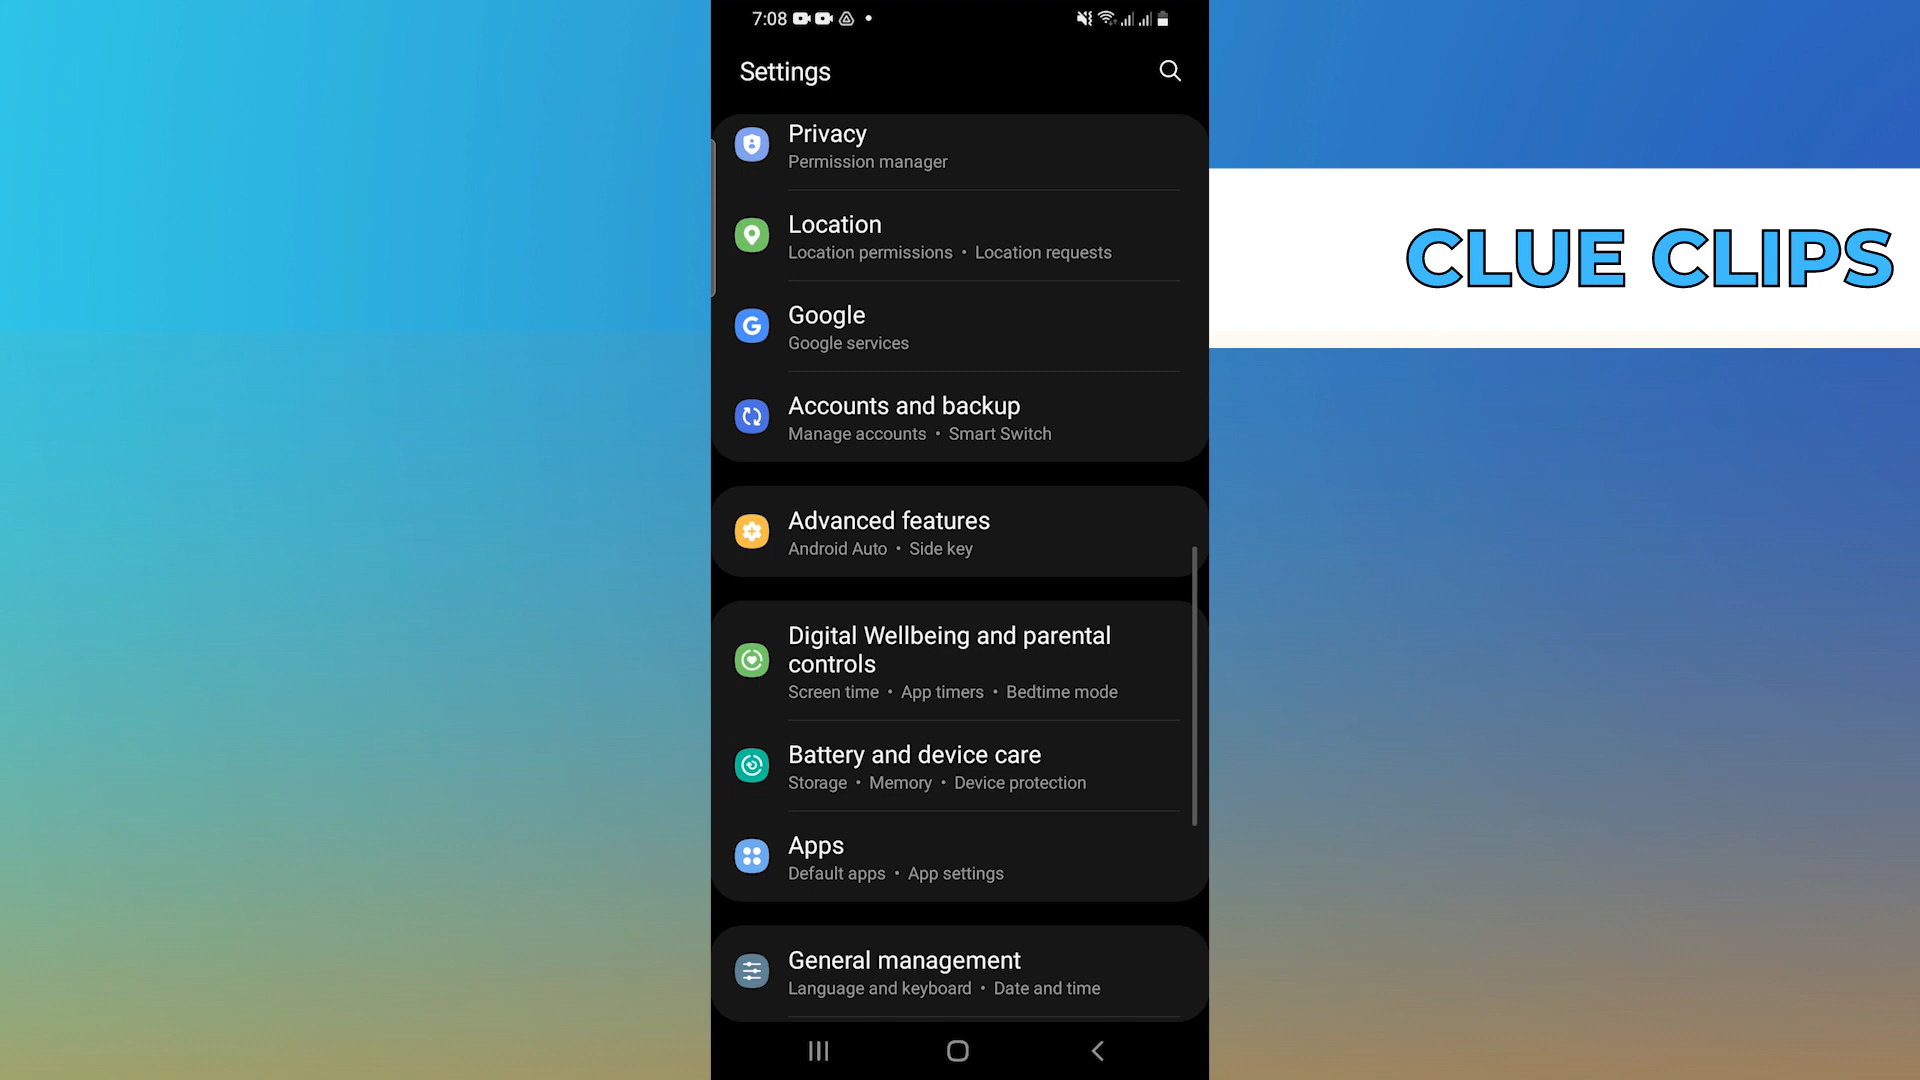 7:08
Settings
Privacy
Permission manager
Location
Location permissions • Location requests
Google
Google services
Accounts and backup
Manage accounts • Smart Switch
Advanced features
Android Auto • Side key
Digital Wellbeing and parental
controls
Screen time • App timers • Bedtime mode
Battery and device care
Storage • Memory • Device protection
Apps
Default apps • App settings
General management
Language and keyboard • Date and time
CLUE CLIPS